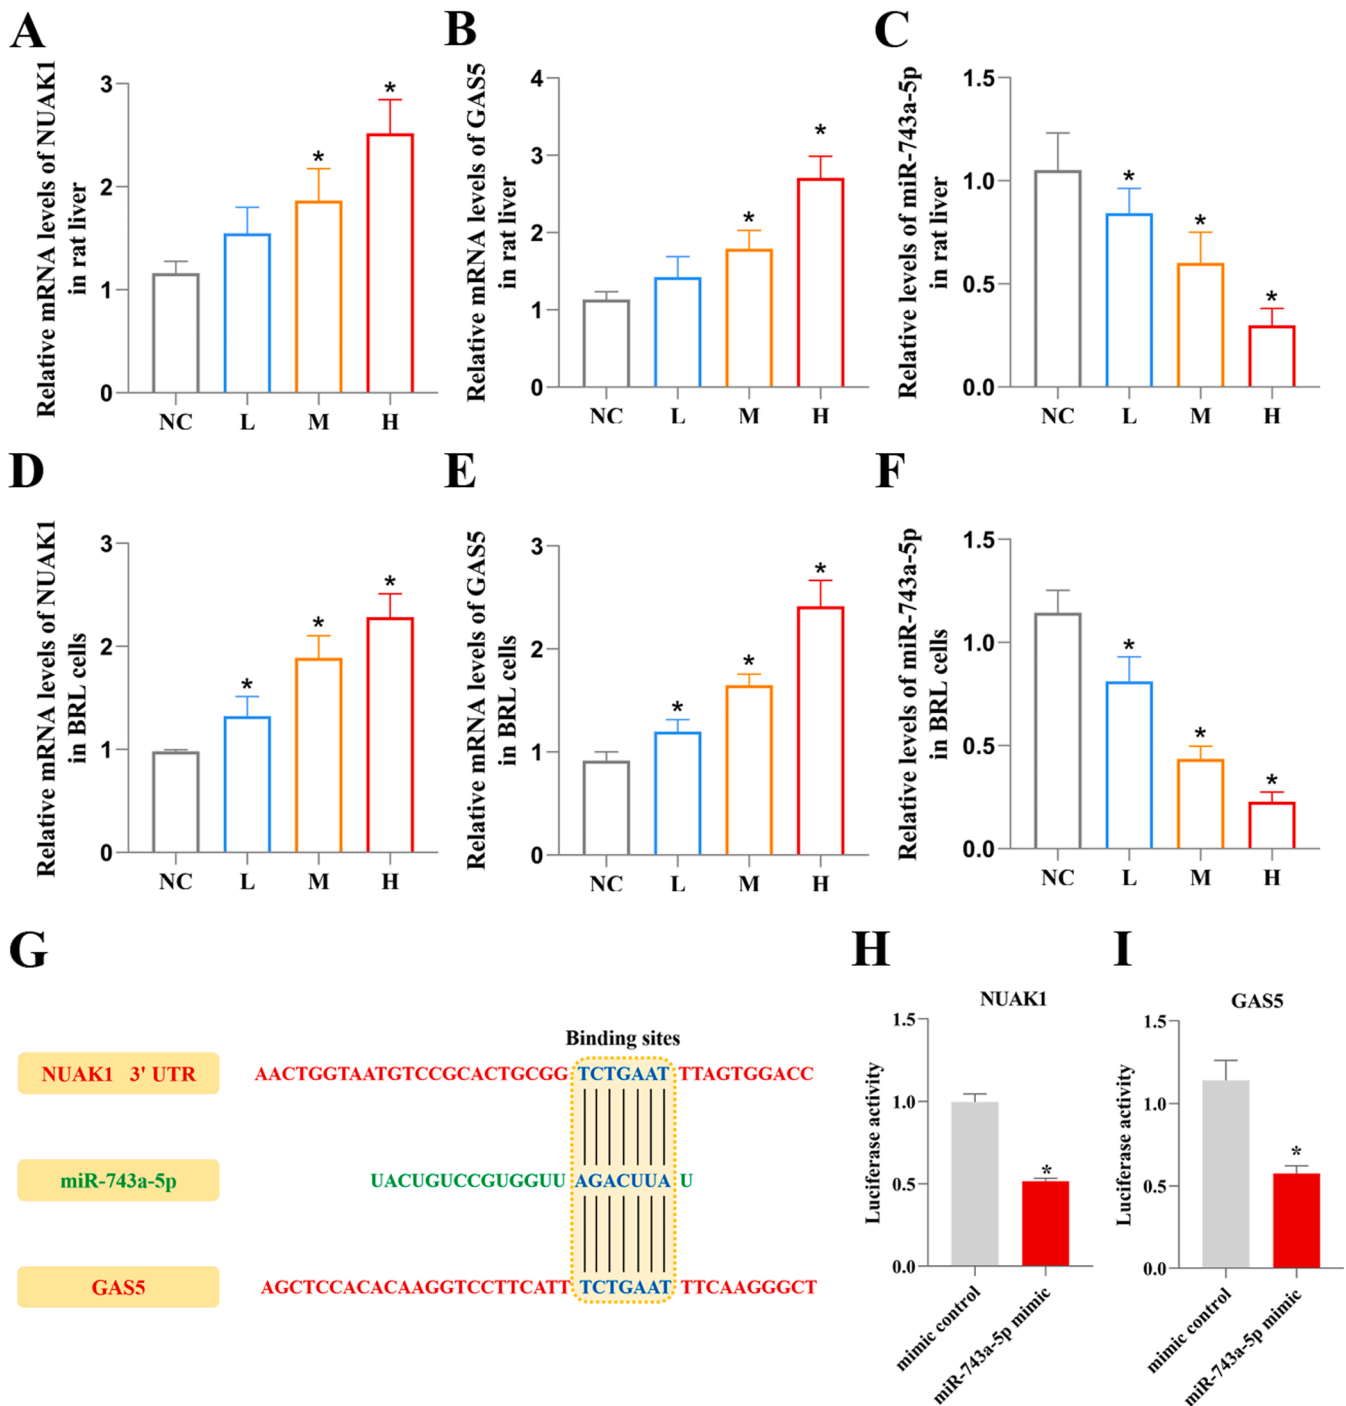 A
Relative mRNA levels of NUAK1
in rat liver
3
2
1
0
*
*
NC L M H
B
Relative mRNA levels of GAS5
in rat liver
4
3
2
1
0
*
*
NC L M H
C
Relative levels of miR-743a-5p
in rat liver
1.5
1.0
0.5
0.0
*
*
*
NC L M H
D
Relative mRNA levels of NUAK1
in BRL cells
3
2
1
0
*
*
*
NC L M H
E
Relative mRNA levels of GAS5
in BRL cells
3
2
1
0
*
*
*
NC L M H
F
Relative levels of miR-743a-5p
in BRL cells
1.5
1.0
0.5
0.0
*
*
*
NC L M H
G
Binding sites
NUAK1 3' UTR AACTGGTAATGTCCGCACTGCGG TCTGAAT TTAGTGGACC
miR-743a-5p UACUGUCCGUGGUU AGACUUA U
GAS5 AGCTCCACACAAGGTCCTTCATT TCTGAAT TTCAAGGGCT
H
NUAK1
Luciferase activity
1.5
1.0
0.5
0.0
*
mimic control
miR-743a-5p mimic
I
GAS5
Luciferase activity
1.5
1.0
0.5
0.0
*
mimic control
miR-743a-5p mimic